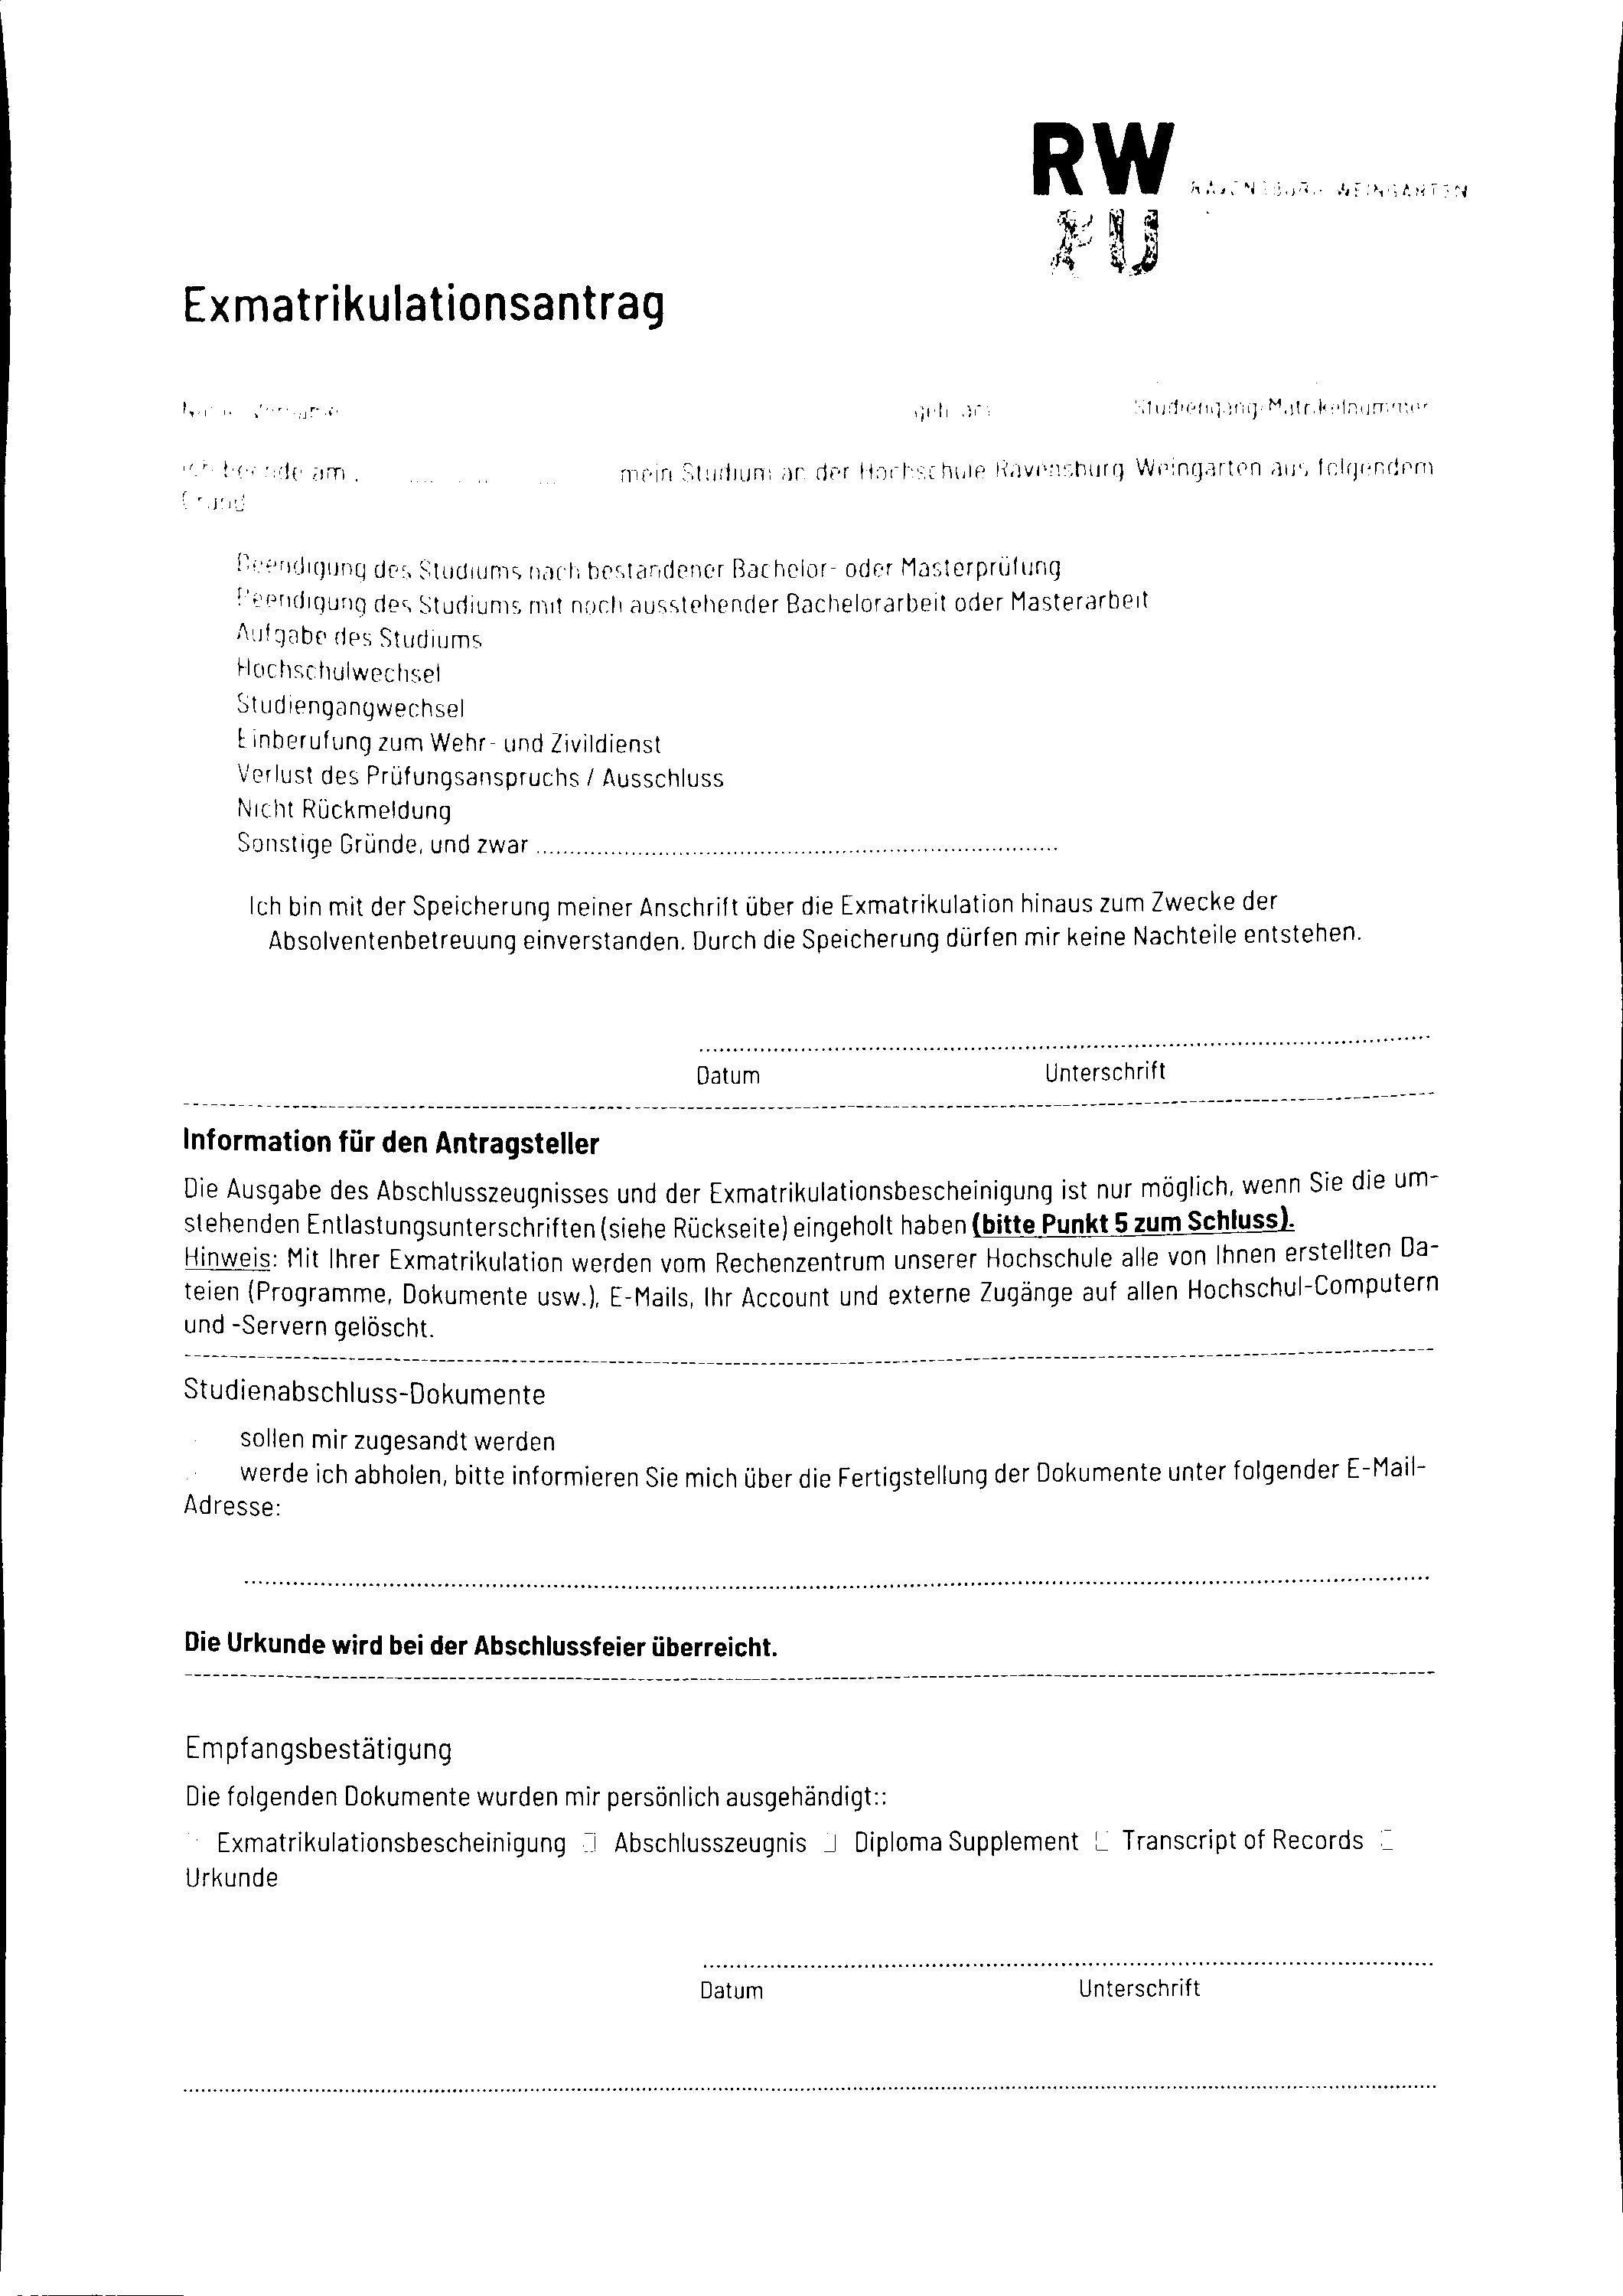 RW
RAVENSBURG-WEINGARTEN
U
Exmatrikulationsantrag
Name, Vorname geb. am Studiengang/Matrikelnummer
Ich beende am mein Studium an der Hochschule Ravensburg Weingarten aus folgendem
Grund
Beendigung des Studiums nach bestandener Bachelor- oder Masterprüfung
Beendigung des Studiums mit noch ausstehender Bachelorarbeit oder Masterarbeit
Aufgabe des Studiums
Hochschulwechsel
Studiengangwechsel
Einberufung zum Wehr- und Zivildienst
Verlust des Prüfungsanspruchs / Ausschluss
Nicht Rückmeldung
Sonstige Gründe, und zwar
Ich bin mit der Speicherung meiner Anschrift über die Exmatrikulation hinaus zum Zwecke der
Absolventenbetreuung einverstanden. Durch die Speicherung dürfen mir keine Nachteile entstehen.
Datum Unterschrift
Information für den Antragsteller
Die Ausgabe des Abschlusszeugnisses und der Exmatrikulationsbescheinigung ist nur möglich, wenn Sie die um-
stehenden Entlastungsunterschriften (siehe Rückseite) eingeholt haben (bitte Punkt 5 zum Schluss).
Hinweis: Mit Ihrer Exmatrikulation werden vom Rechenzentrum unserer Hochschule alle von Ihnen erstellten Da-
teien (Programme, Dokumente usw.), E-Mails, Ihr Account und externe Zugänge auf allen Hochschul-Computern
und -Servern gelöscht.
Studienabschluss-Dokumente
sollen mir zugesandt werden
werde ich abholen, bitte informieren Sie mich über die Fertigstellung der Dokumente unter folgender E-Mail-
Adresse:
Die Urkunde wird bei der Abschlussfeier überreicht.
Empfangsbestätigung
Die folgenden Dokumente wurden mir persönlich ausgehändigt::
Exmatrikulationsbescheinigung Abschlusszeugnis Diploma Supplement Transcript of Records
Urkunde
Datum Unterschrift